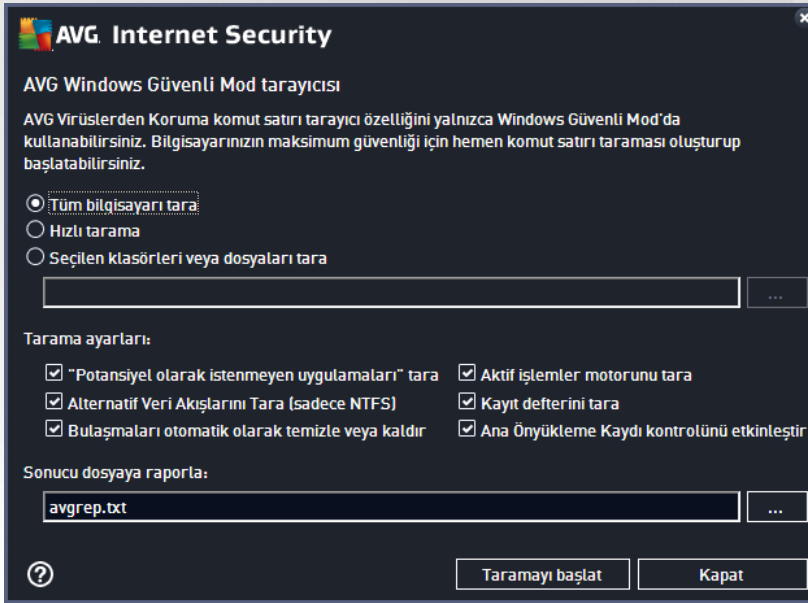 AVG. Internet Security
AVG Windows Güvenli Mod tarayıcısı
AVG Virüslerden Koruma komut satırı tarayıcı özelliğini yalnızca Windows Güvenli Mod'da
kullanabilirsiniz. Bilgisayarınızın maksimum güvenliği için hemen komut satırı taraması oluşturup
başlatabilirsiniz.
Tüm bilgisayarı tara
Hızlı tarama
Seçilen klasörleri veya dosyaları tara
...
Tarama ayarları:
"Potansiyel olarak istenmeyen uygulamaları" tara
Aktif işlemler motorunu tara
Alternatif Veri Akışlarını Tara (sadece NTFS)
Kayıt defterini tara
Bulaşmaları otomatik olarak temizle veya kaldır
Ana Önyükleme Kaydı kontrolünü etkinleştir
Sonucu dosyaya raporla:
avgrep.txt
...
?
Taramayı başlat
Kapat